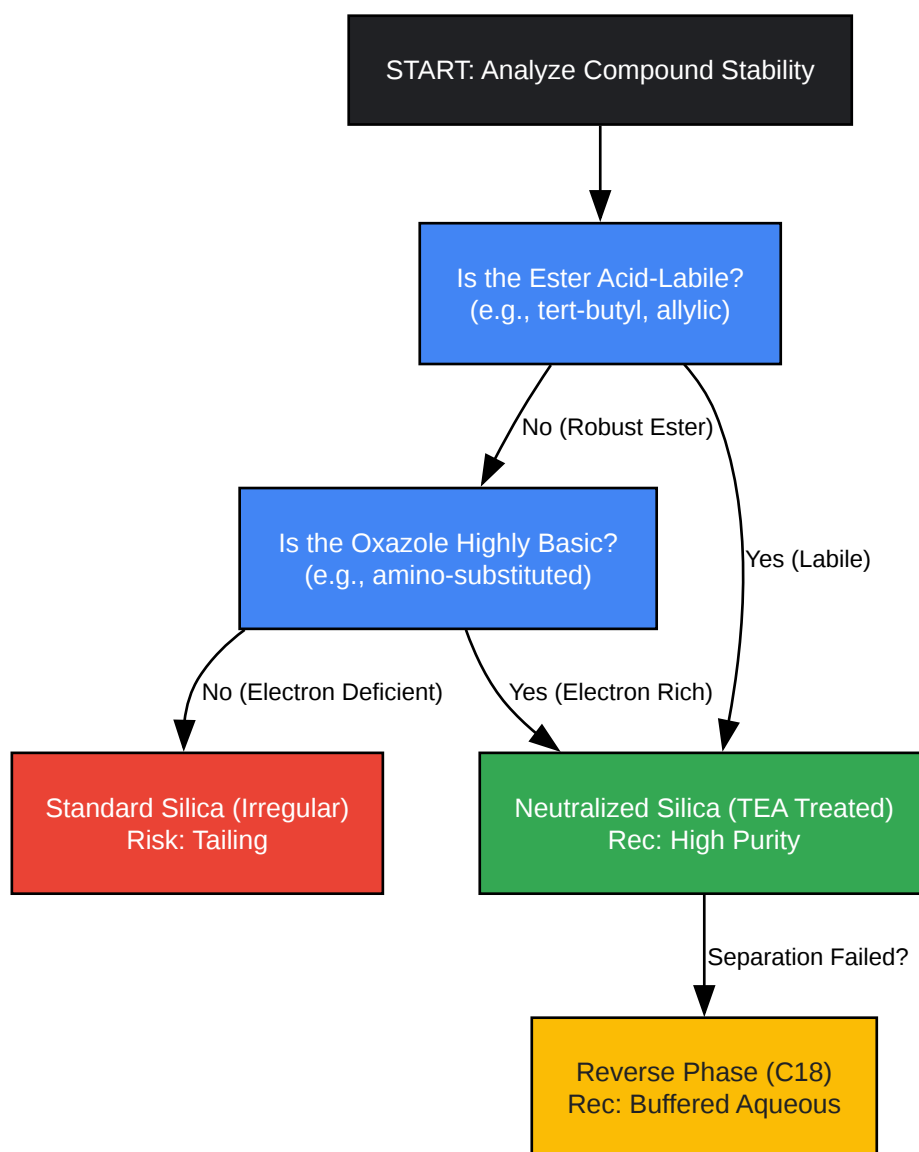 START: Analyze Compound Stability
Is the Ester Acid-Labile?
(e.g., tert-butyl, allylic)
No (Robust Ester)
Is the Oxazole Highly Basic?
(e.g., amino-substituted)
Yes (Labile)
No (Electron Deficient)
Yes (Electron Rich)
Standard Silica (Irregular)
Risk: Tailing
Neutralized Silica (TEA Treated)
Rec: High Purity
Separation Failed?
Reverse Phase (C18)
Rec: Buffered Aqueous